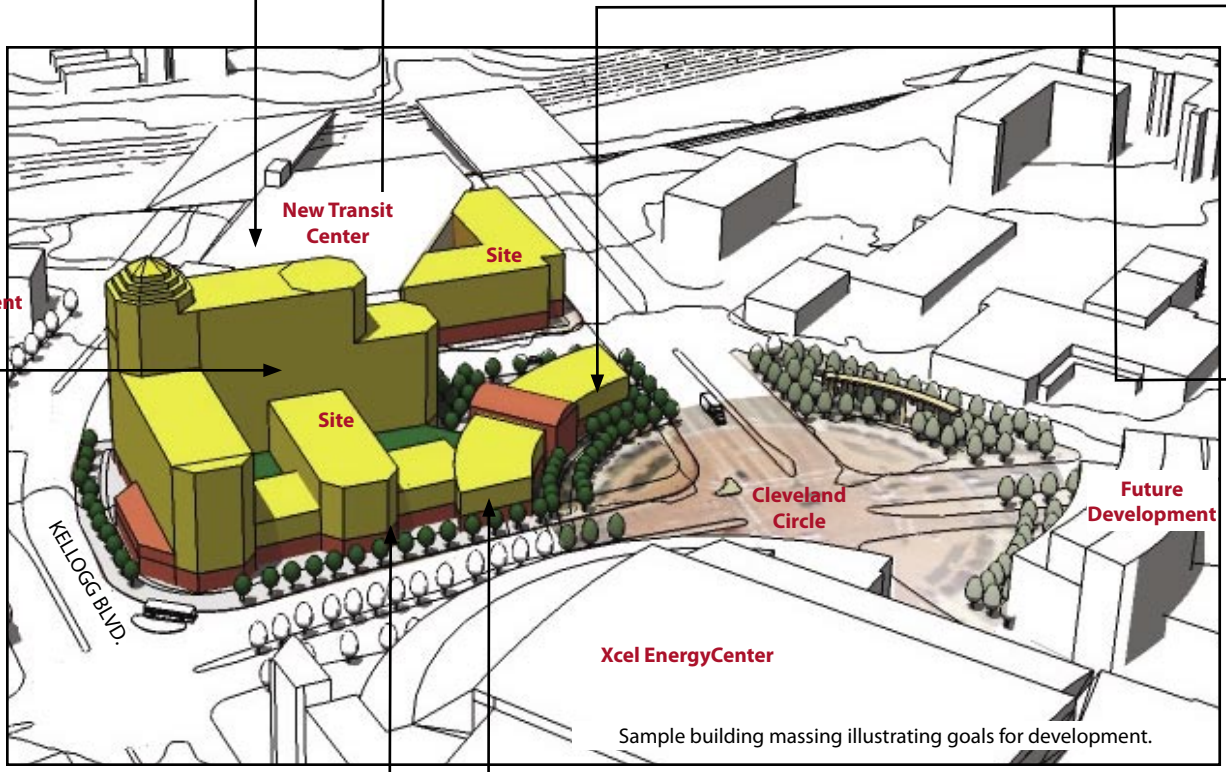 New Transit
Center
Site
ent
Site
Cleveland
Circle
Future
Development
KELLOGG BLVD.
Xcel EnergyCenter
Sample building massing illustrating goals for development.